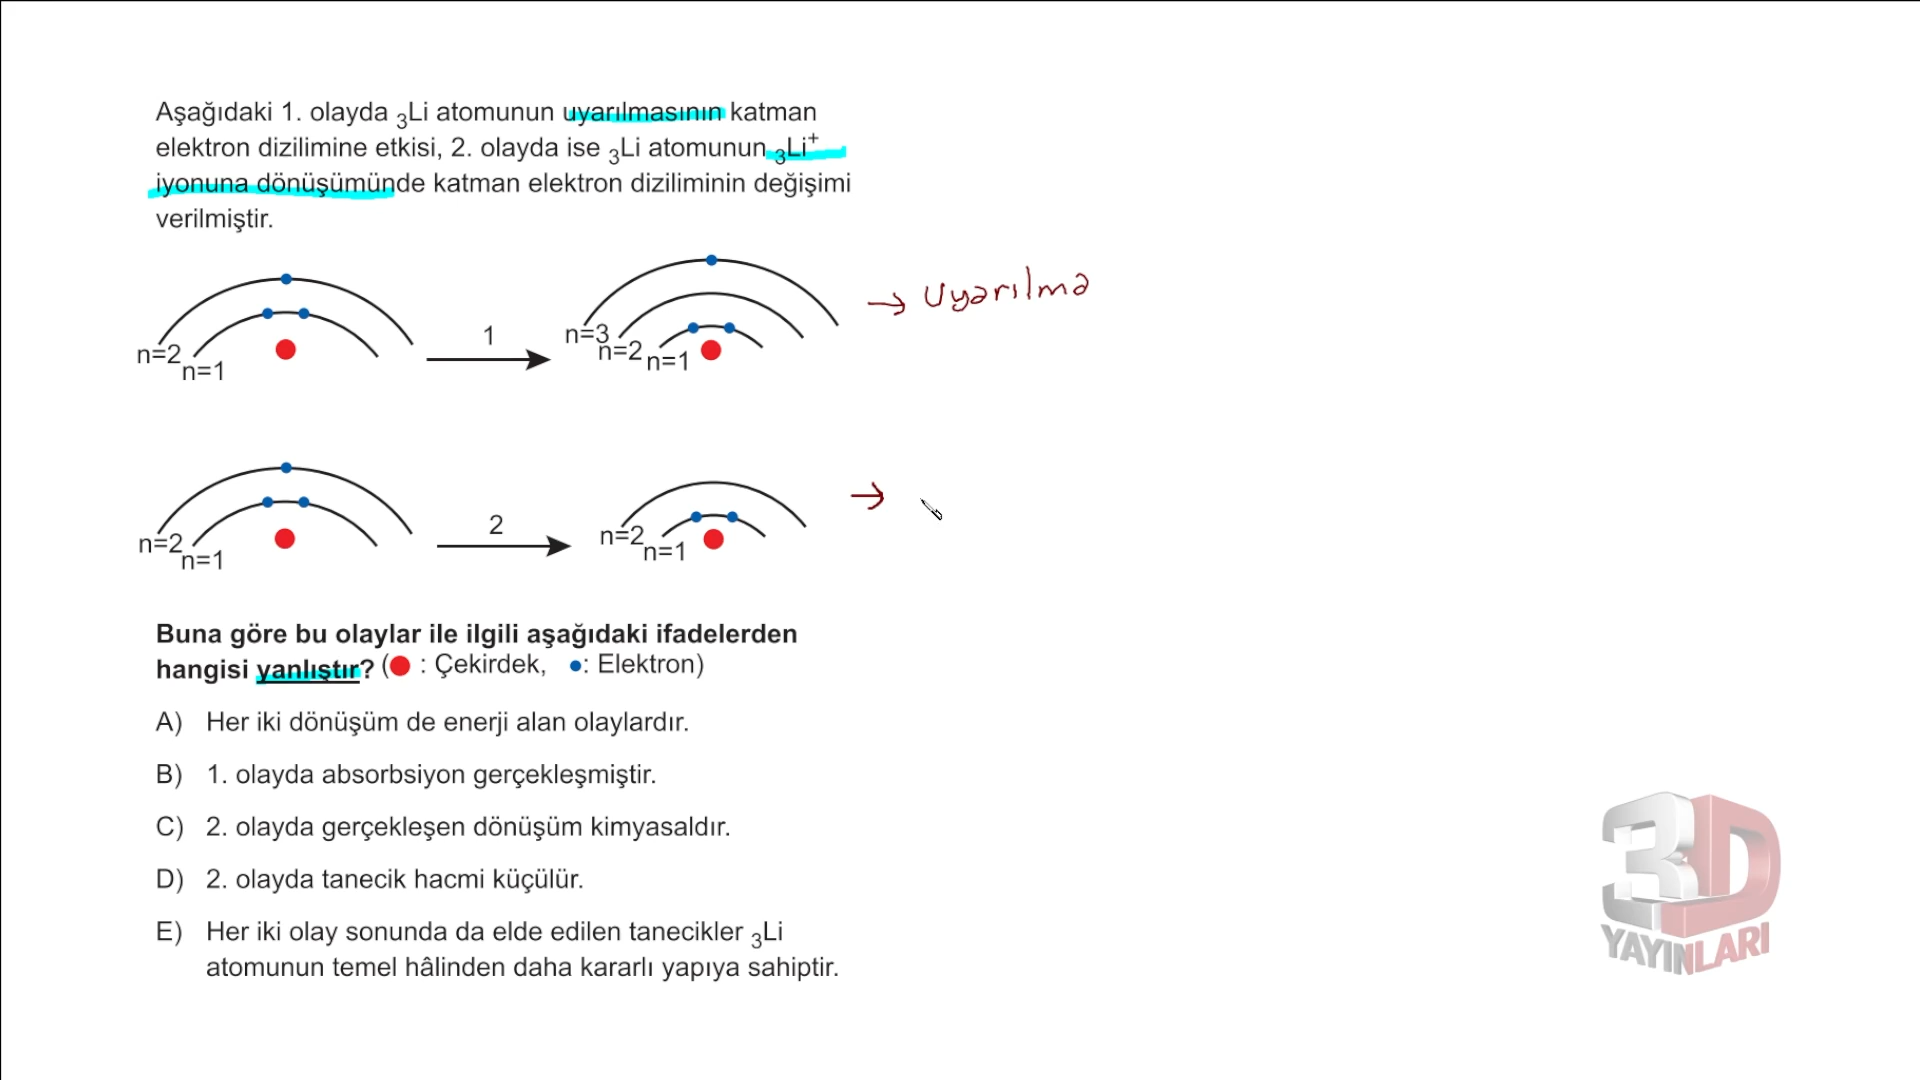 Aşağıdaki 1. olayda ₃Li atomunun uyarılmasının katman
elektron dizilimine etkisi, 2. olayda ise ₃Li atomunun ₃Li⁺
iyonuna dönüşümünde katman elektron diziliminin değişimi
verilmiştir.
n=2
n=1
1
n=3
n=2
n=1
→ Uyarılma
n=2
n=1
2
n=2
n=1
→
Buna göre bu olaylar ile ilgili aşağıdaki ifadelerden
hangisi yanlıştır? ( : Çekirdek, : Elektron)
A) Her iki dönüşüm de enerji alan olaylardır.
B) 1. olayda absorbsiyon gerçekleşmiştir.
C) 2. olayda gerçekleşen dönüşüm kimyasaldır.
D) 2. olayda tanecik hacmi küçülür.
E) Her iki olay sonunda da elde edilen tanecikler ₃Li
atomunun temel hâlinden daha kararlı yapıya sahiptir.
3D
YAYINLARI